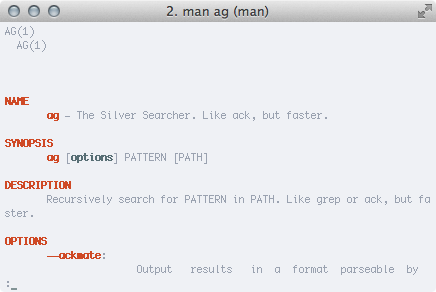 2. man ag (man)
AG(1)
AG(1)
NAME
ag – The Silver Searcher. Like ack, but faster.
SYNOPSIS
ag [options] PATTERN [PATH]
DESCRIPTION
Recursively search for PATTERN in PATH. Like grep or ack, but fa
ster.
OPTIONS
--ackmate:
Output results in a format parseable by
:_